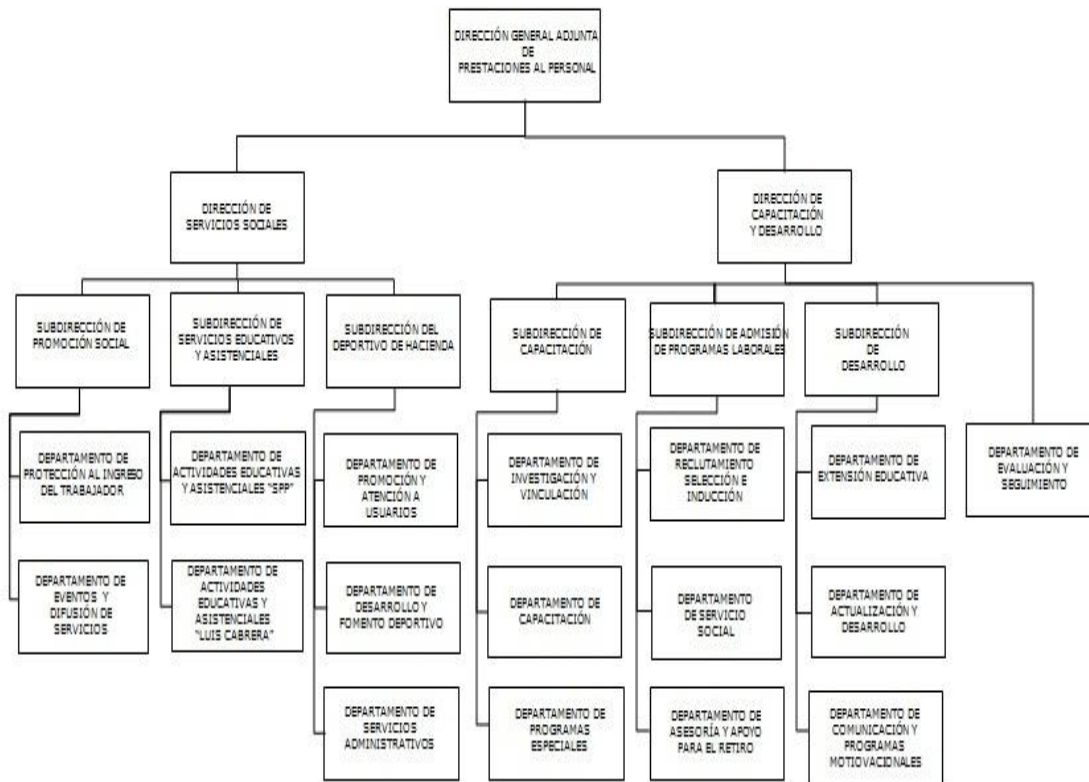 DIRECCIÓN GENERAL ADJUNTA
DE
PRESTACIONES AL PERSONAL
DIRECCIÓN DE
SERVICIOS SOCIALES
DIRECCIÓN DE
CAPACITACIÓN
Y DESARROLLO
SUBDIRECCIÓN DE
PROMOCIÓN SOCIAL
SUBDIRECCIÓN DE
SERVICIOS EDUCATIVOS
Y ASISTENCIALES
SUBDIRECCIÓN DEL
DEPORTIVO DE HACIENDA
SUBDIRECCIÓN DE
CAPACITACIÓN
SUBDIRECCIÓN DE ADMISIÓN
DE PROGRAMAS LABORALES
SUBDIRECCIÓN
DE
DESARROLLO
DEPARTAMENTO DE
PROTECCIÓN AL INGRESO
DEL TRABAJADOR
DEPARTAMENTO DE
ACTIVIDADES EDUCATIVAS
Y ASISTENCIALES "SPP"
DEPARTAMENTO DE
PROMOCIÓN Y
ATENCIÓN A
USUARIOS
DEPARTAMENTO DE
INVESTIGACIÓN Y
VINCULACIÓN
DEPARTAMENTO DE
RECLUTAMIENTO
SELECCIÓN E
INDUCCIÓN
DEPARTAMENTO DE
EXTENSIÓN EDUCATIVA
DEPARTAMENTO DE
EVALUACIÓN Y
SEGUIMIENTO
DEPARTAMENTO DE
EVENTOS Y
DIFUSIÓN DE
SERVICIOS
DEPARTAMENTO DE
ACTIVIDADES
EDUCATIVAS Y
ASISTENCIALES
"LUIS CABRERA"
DEPARTAMENTO DE
DESARROLLO Y
FOMENTO DEPORTIVO
DEPARTAMENTO DE
CAPACITACIÓN
DEPARTAMENTO
DE SERVICIO
SOCIAL
DEPARTAMENTO DE
ACTUALIZACIÓN Y
DESARROLLO
DEPARTAMENTO DE
SERVICIOS
ADMINISTRATIVOS
DEPARTAMENTO DE
PROGRAMAS
ESPECIALES
DEPARTAMENTO DE
ASESORÍA Y APOYO
PARA EL RETIRO
DEPARTAMENTO DE
COMUNICACIÓN Y
PROGRAMAS
MOTIOVACIONALES